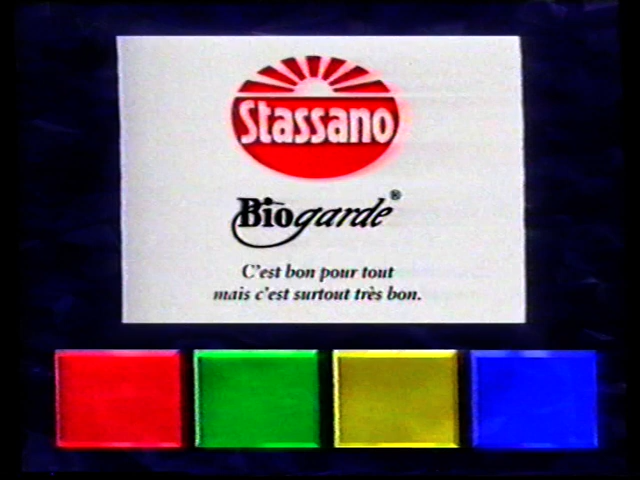 Stassano
Biogarde®
C'est bon pour tout
mais c'est surtout très bon.